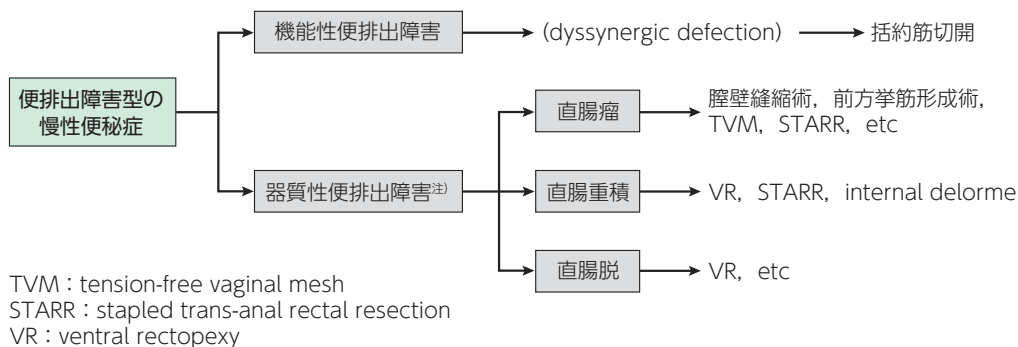 機能性便排出障害
(dyssynergic defection)
括約筋切開
便排出障害型の
慢性便秘症
直腸瘤
膣壁縫縮術，前方挙筋形成術，
TVM，STARR，etc
器質性便排出障害注)
直腸重積
VR，STARR，internal delorme
直腸脱
VR，etc
TVM：tension-free vaginal mesh
STARR：stapled trans-anal rectal resection
VR：ventral rectopexy